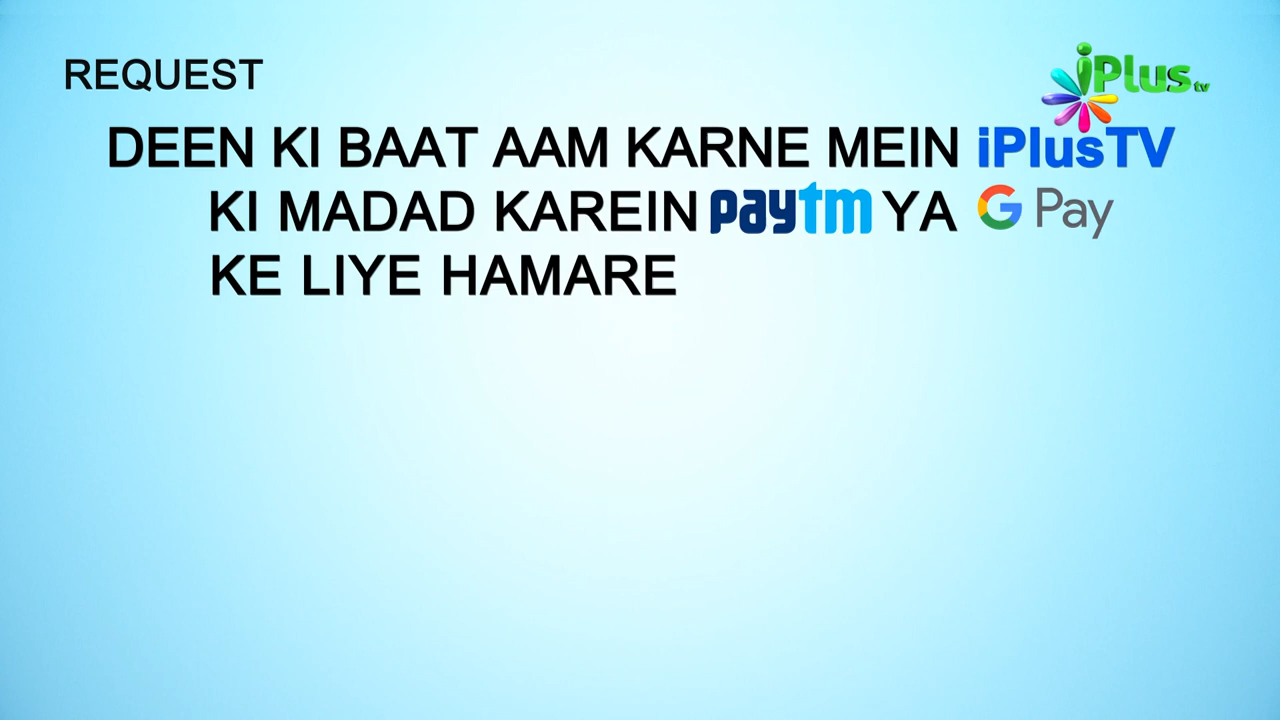 REQUEST
iPlus tv
DEEN KI BAAT AAM KARNE MEIN iPlusTV
KI MADAD KAREIN paytm YA G Pay
KE LIYE HAMARE